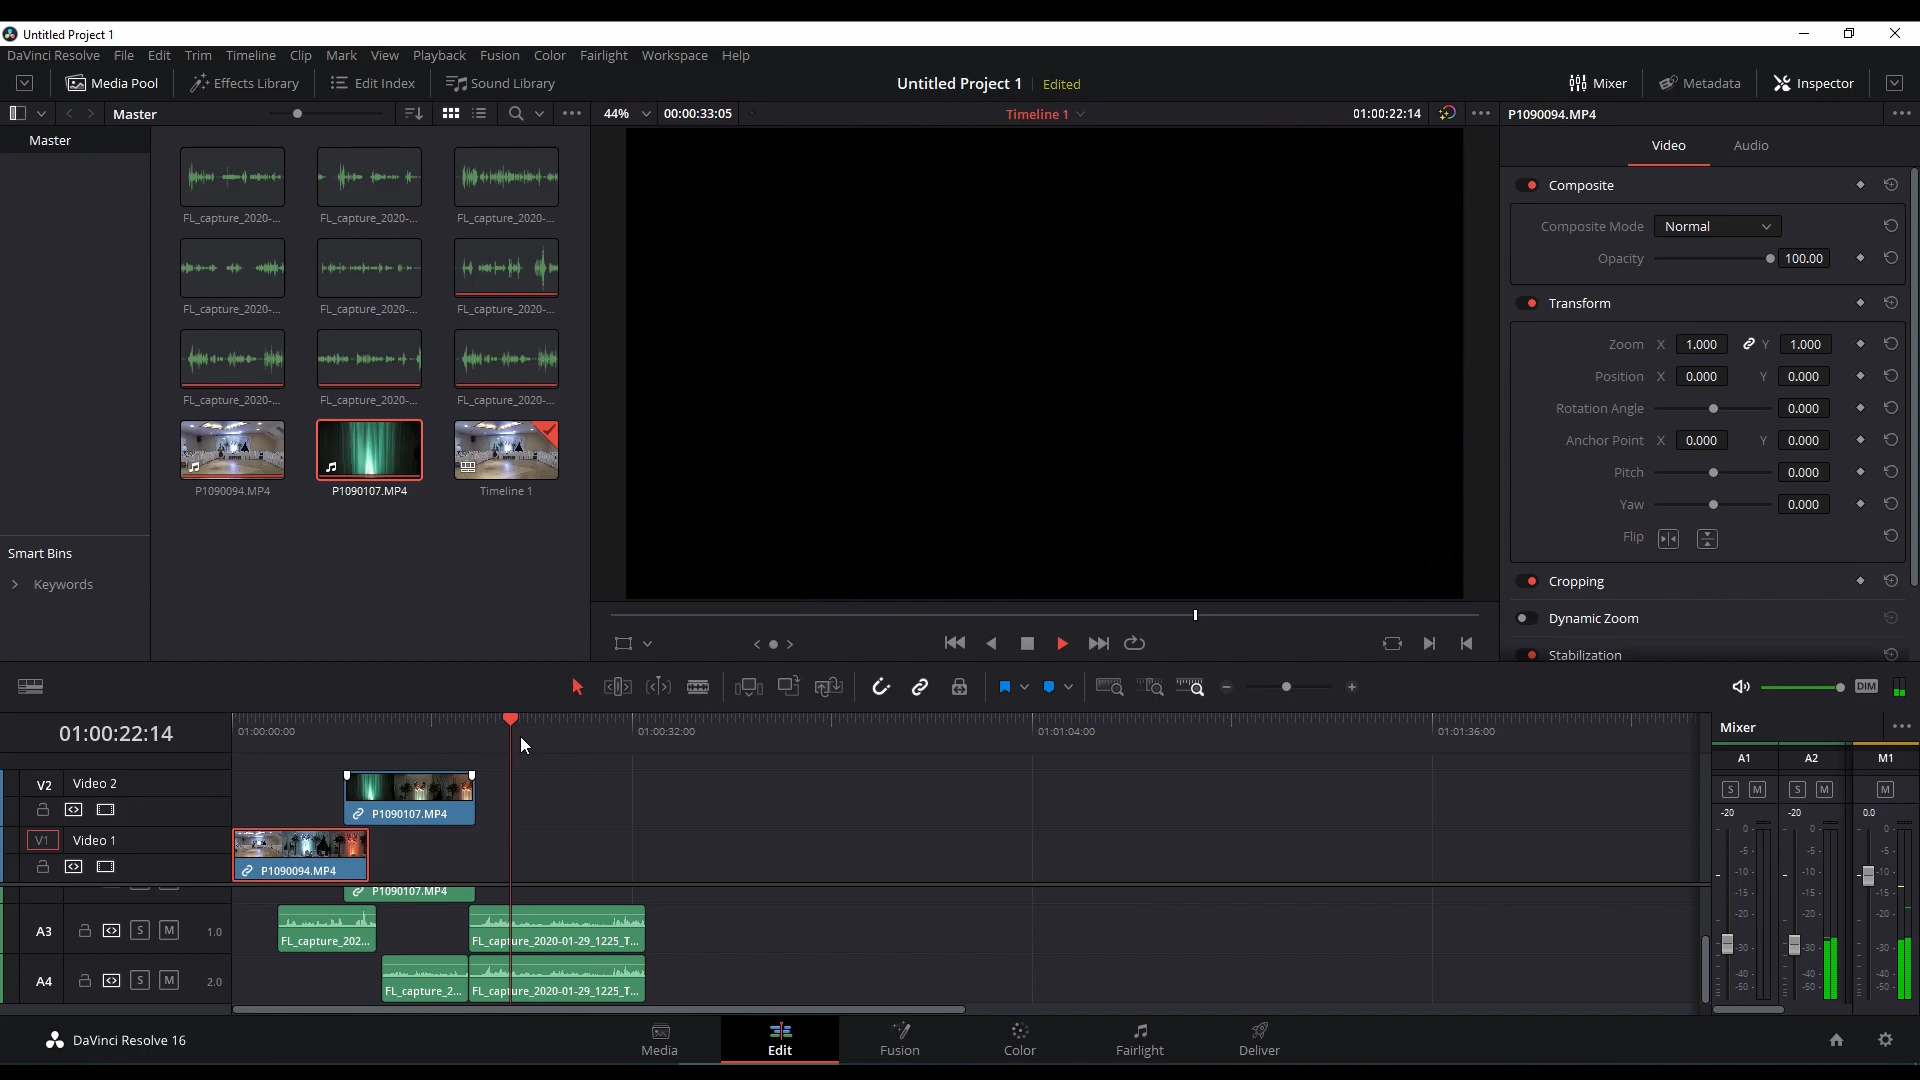 Untitled Project 1
DaVinci Resolve File Edit Trim Timeline Clip Mark View Playback Fusion Color Fairlight Workspace Help
Media Pool Effects Library Edit Index Sound Library Untitled Project 1 Edited Mixer Metadata Inspector
Master 44% 00:00:33:05 Timeline 1 01:00:22:14 P1090094.MP4
Master
Video Audio
Composite
FL_capture_2020-... FL_capture_2020-... FL_capture_2020-...
Composite Mode Normal
Opacity 100.00
Transform
FL_capture_2020-... FL_capture_2020-... FL_capture_2020-...
Zoom X 1.000 Y 1.000
Position X 0.000 Y 0.000
FL_capture_2020-... FL_capture_2020-... FL_capture_2020-...
Rotation Angle 0.000
Anchor Point X 0.000 Y 0.000
Pitch 0.000
P1090094.MP4 P1090107.MP4 Timeline 1
Yaw 0.000
Flip
Smart Bins
Keywords
Cropping
Dynamic Zoom
Stabilization
DIM
01:00:22:14 01:00:00:00 01:00:32:00 01:01:04:00 01:01:36:00
Mixer
A1 A2 M1
V2 Video 2
S M S M M
P1090107.MP4
-20 -20 0.0
V1 Video 1
P1090094.MP4
P1090107.MP4
A3 S M 1.0
FL_capture_202... FL_capture_2020-01-29_1225_T...
A4 S M 2.0
FL_capture_2... FL_capture_2020-01-29_1225_T...
0 0 0
-5 -5 -5
-10 -10 -10
-20 -20 -20
-30 -30 -30
-40 -40 -40
-50 -50 -50
DaVinci Resolve 16
Media Edit Fusion Color Fairlight Deliver